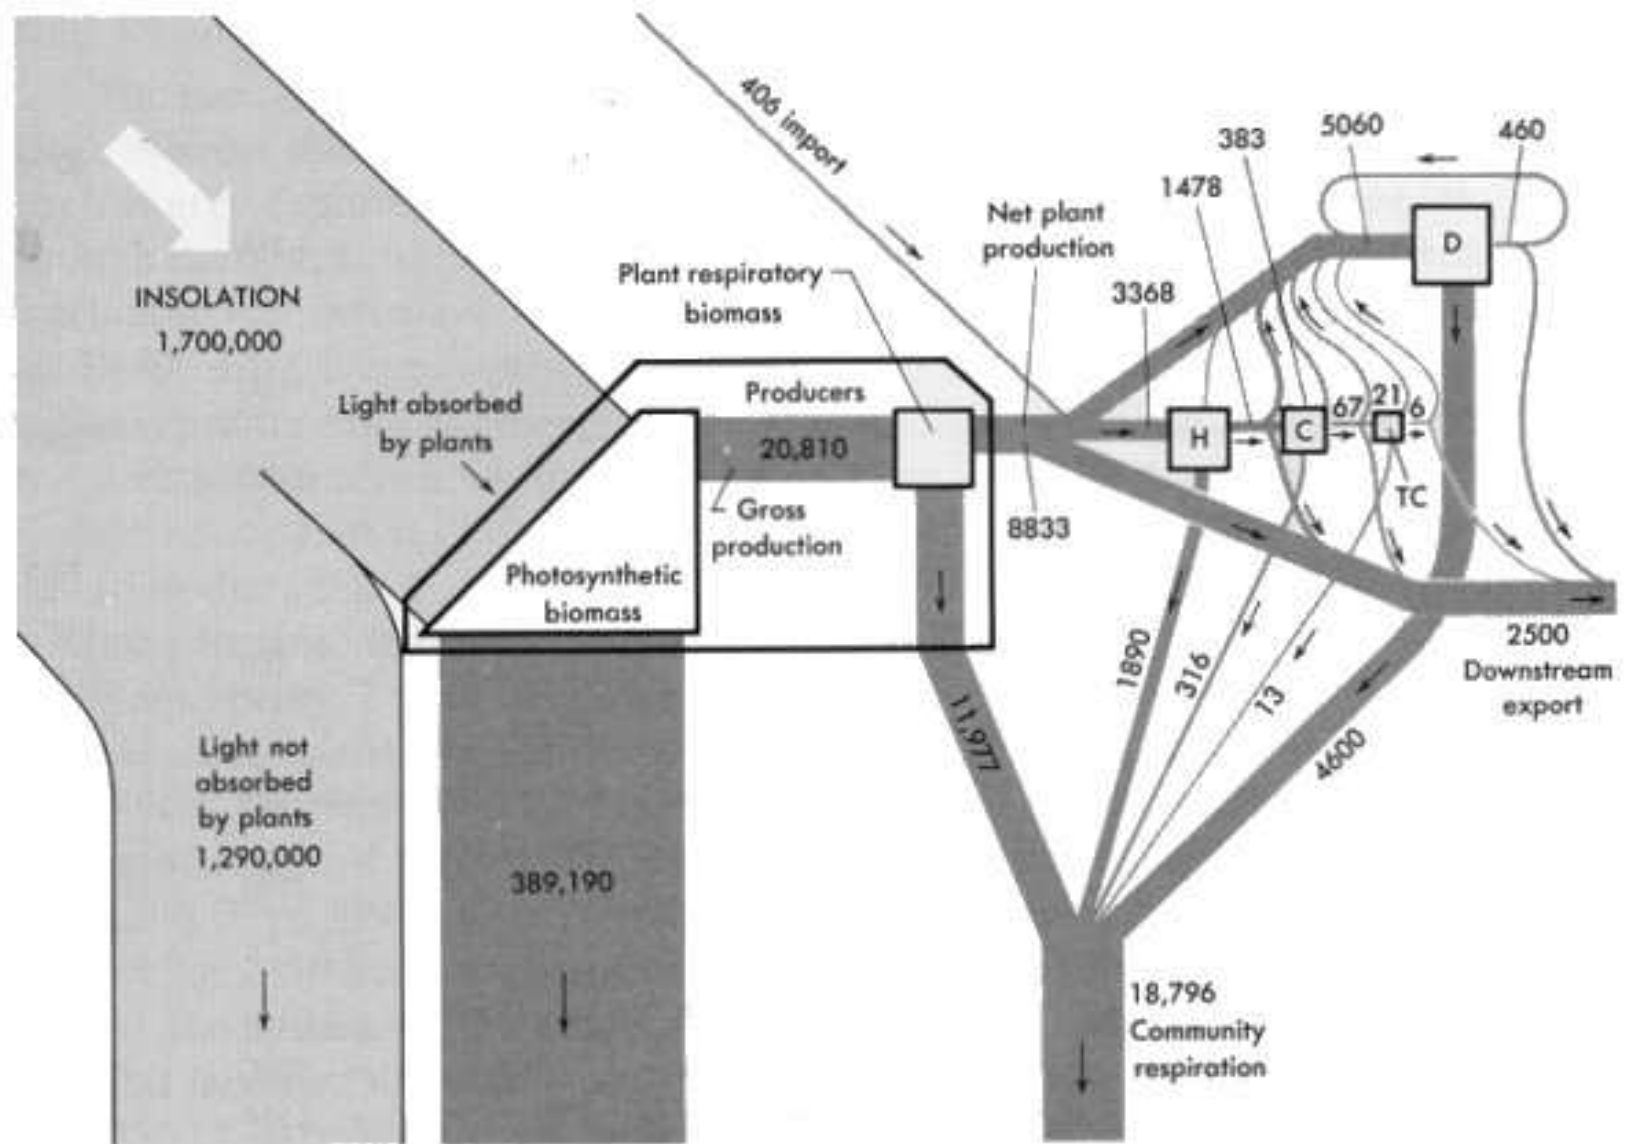 406 import
383
5060
460
1478
Net plant
production
Plant respiratory
biomass
3368
INSOLATION
1,700,000
D
Light absorbed
by plants
Producers
20,810
H
C
67
21
6
TC
Gross
production
8833
Photosynthetic
biomass
1890
316
13
4600
2500
Downstream
export
11,977
Light not
absorbed
by plants
1,290,000
389,190
18,796
Community
respiration